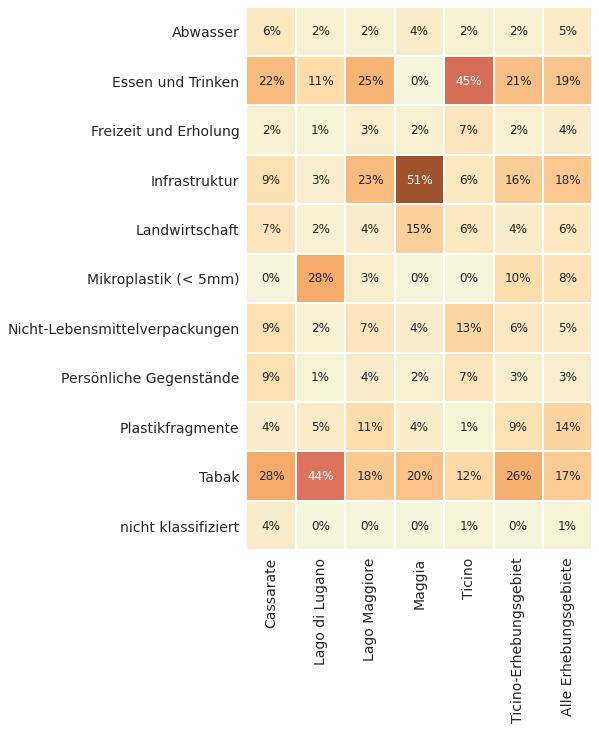 Abwasser 6% 2% 2% 4% 2% 2% 5%
Essen und Trinken 22% 11% 25% 0% 45% 21% 19%
Freizeit und Erholung 2% 1% 3% 2% 7% 2% 4%
Infrastruktur 9% 3% 23% 51% 6% 16% 18%
Landwirtschaft 7% 2% 4% 15% 6% 4% 6%
Mikroplastik (< 5mm) 0% 28% 3% 0% 0% 10% 8%
Nicht-Lebensmittelverpackungen 9% 2% 7% 4% 13% 6% 5%
Persönliche Gegenstände 9% 1% 4% 2% 7% 3% 3%
Plastikfragmente 4% 5% 11% 4% 1% 9% 14%
Tabak 28% 44% 18% 20% 12% 26% 17%
nicht klassifiziert 4% 0% 0% 0% 1% 0% 1%
Cassarate
Lago di Lugano
Lago Maggiore
Maggia
Ticino
Ticino-Erhebungsgebiet
Alle Erhebungsgebiete